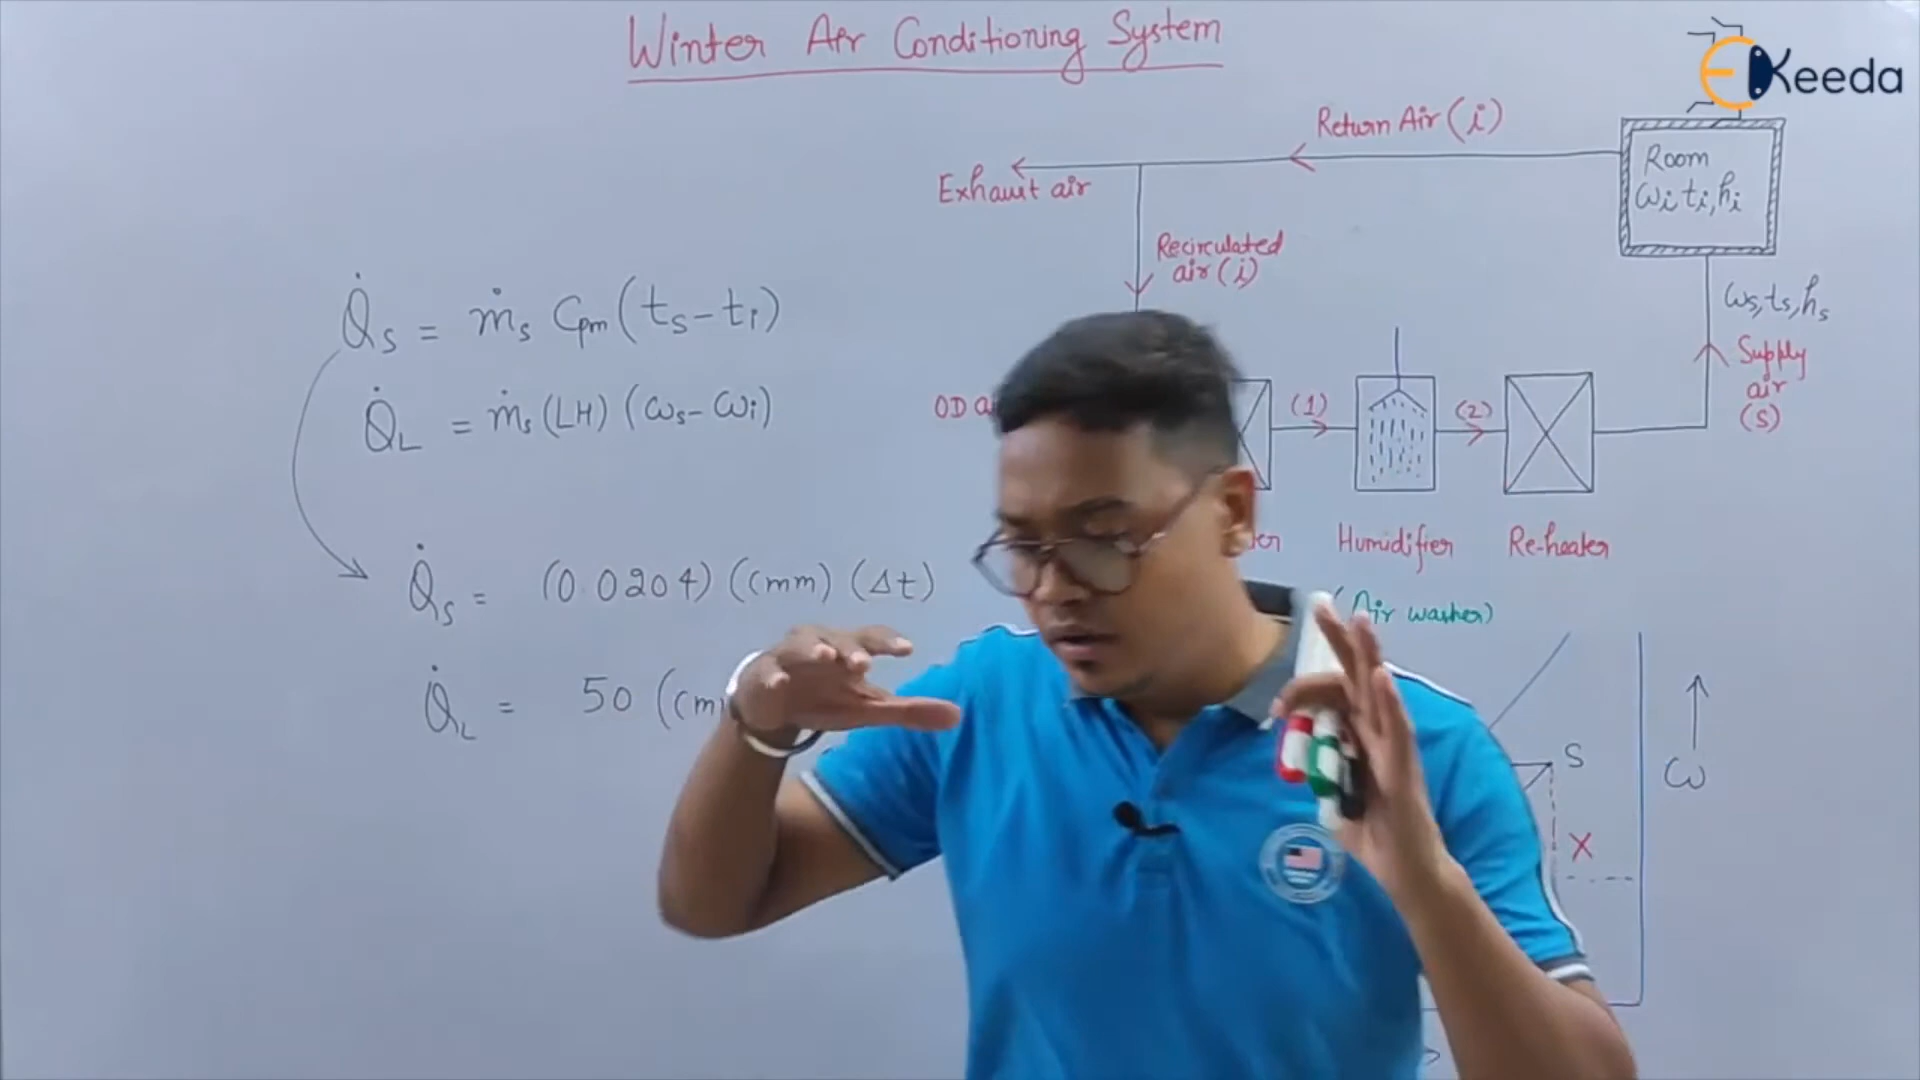 Winter Air Conditioning System
EKeeda
Return Air (i)
Exhaust air
Room
ωi ti, hi
Recirculated
air (i)
Q̇s = ṁs Cpm (ts - ti)
Q̇L = ṁs (LH) (ωs - ωi)
ωs, ts, hs
Supply
air
(S)
OD
(1)
(2)
Humidifier
Re-heater
(Air washer)
Q̇s = (0.0204) (cmm) (Δt)
Q̇L = 50 (cm
S
ω
X